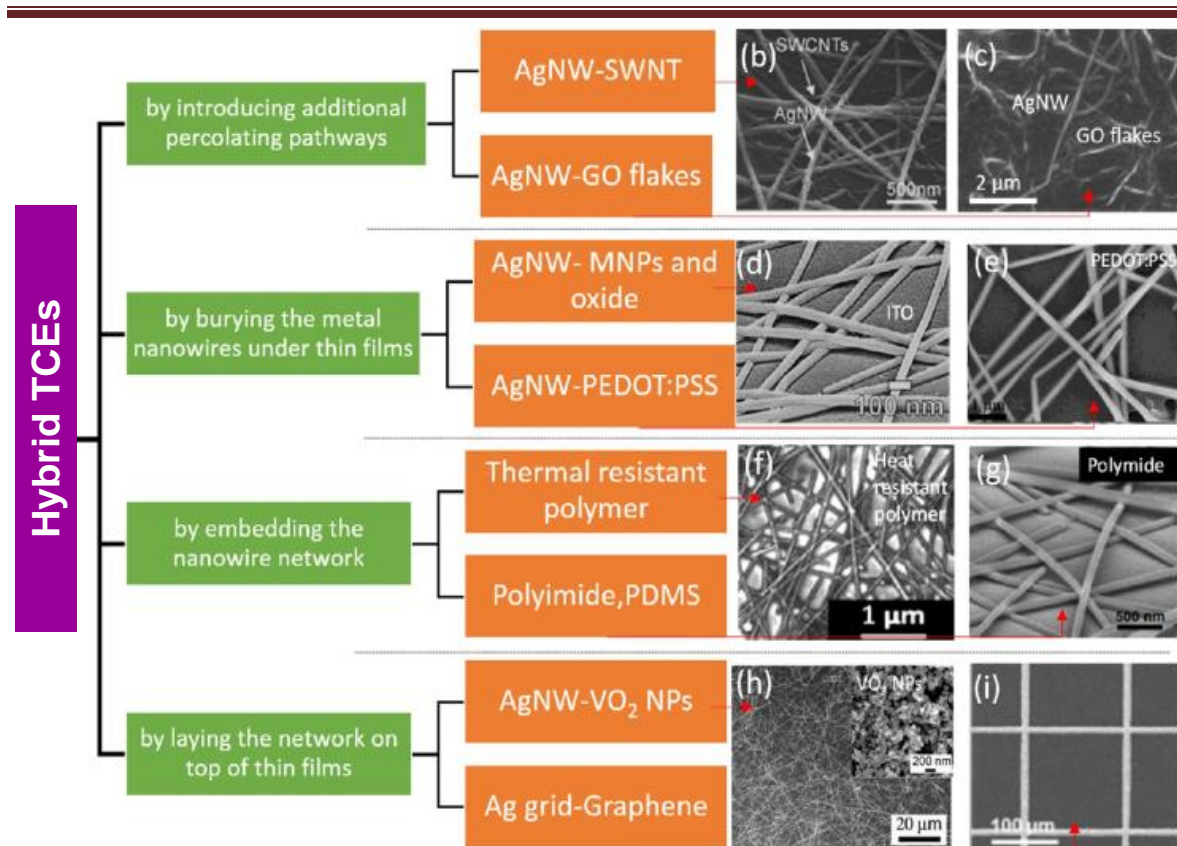 Hybrid TCEs
by introducing additional
percolating pathways
AgNW-SWNT
AgNW-GO flakes
(b)
SWCNTs
AgNW
500nm
(c)
AgNW
GO flakes
2 μm
by burying the metal
nanowires under thin films
AgNW- MNPs and
oxide
AgNW-PEDOT:PSS
(d)
ITO
100 nm
(e)
PEDOT:PSS
by embedding the
nanowire network
Thermal resistant
polymer
Polyimide,PDMS
(f)
Heat
resistant
polymer
1 μm
(g)
Polymide
500 nm
by laying the network on
top of thin films
AgNW-VO₂ NPs
Ag grid-Graphene
(h)
VO₂ NPs
200 nm
20 μm
(i)
100 μm